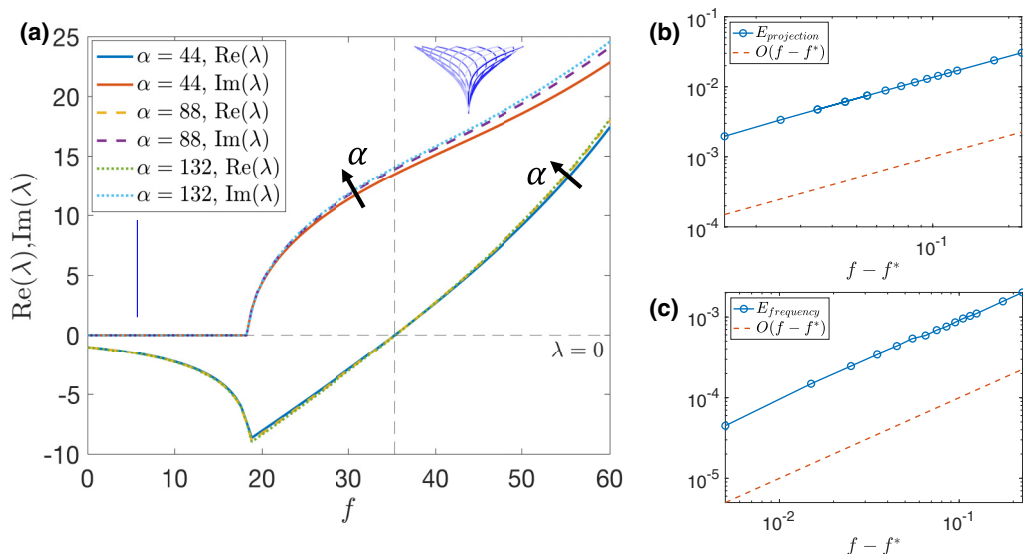 (a)
25
20
15
10
5
0
-5
-10
Re(λ),Im(λ)
α = 44, Re(λ)
α = 44, Im(λ)
α = 88, Re(λ)
α = 88, Im(λ)
α = 132, Re(λ)
α = 132, Im(λ)
α
α
λ = 0
0 10 20 30 40 50 60
f
(b)
10⁻¹
10⁻²
10⁻³
10⁻⁴
E_projection
O(f − f*)
10⁻¹
f − f*
(c)
10⁻³
10⁻⁴
10⁻⁵
E_frequency
O(f − f*)
10⁻² 10⁻¹
f − f*